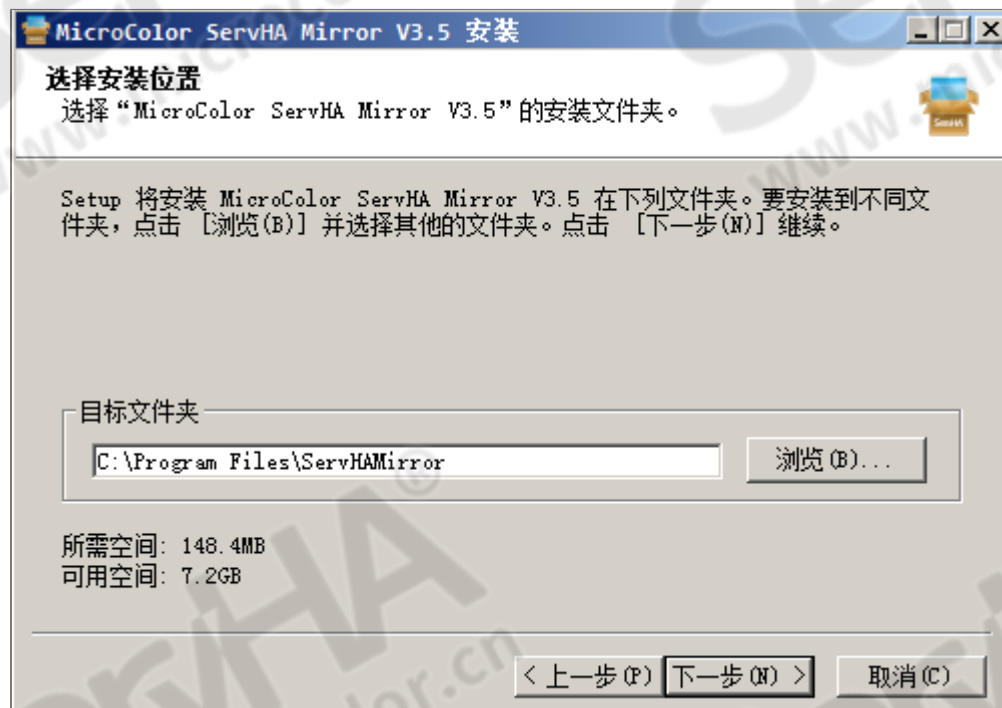 MicroColor ServHA Mirror V3.5 安装
选择安装位置
选择“MicroColor ServHA Mirror V3.5”的安装文件夹。
ServHA
Setup 将安装 MicroColor ServHA Mirror V3.5 在下列文件夹。要安装到不同文
件夹，点击 [浏览(B)] 并选择其他的文件夹。点击 [下一步(N)] 继续。
目标文件夹
C:\Program Files\ServHAMirror
浏览(B)...
所需空间: 148.4MB
可用空间: 7.2GB
< 上一步(P)
下一步(N) >
取消(C)